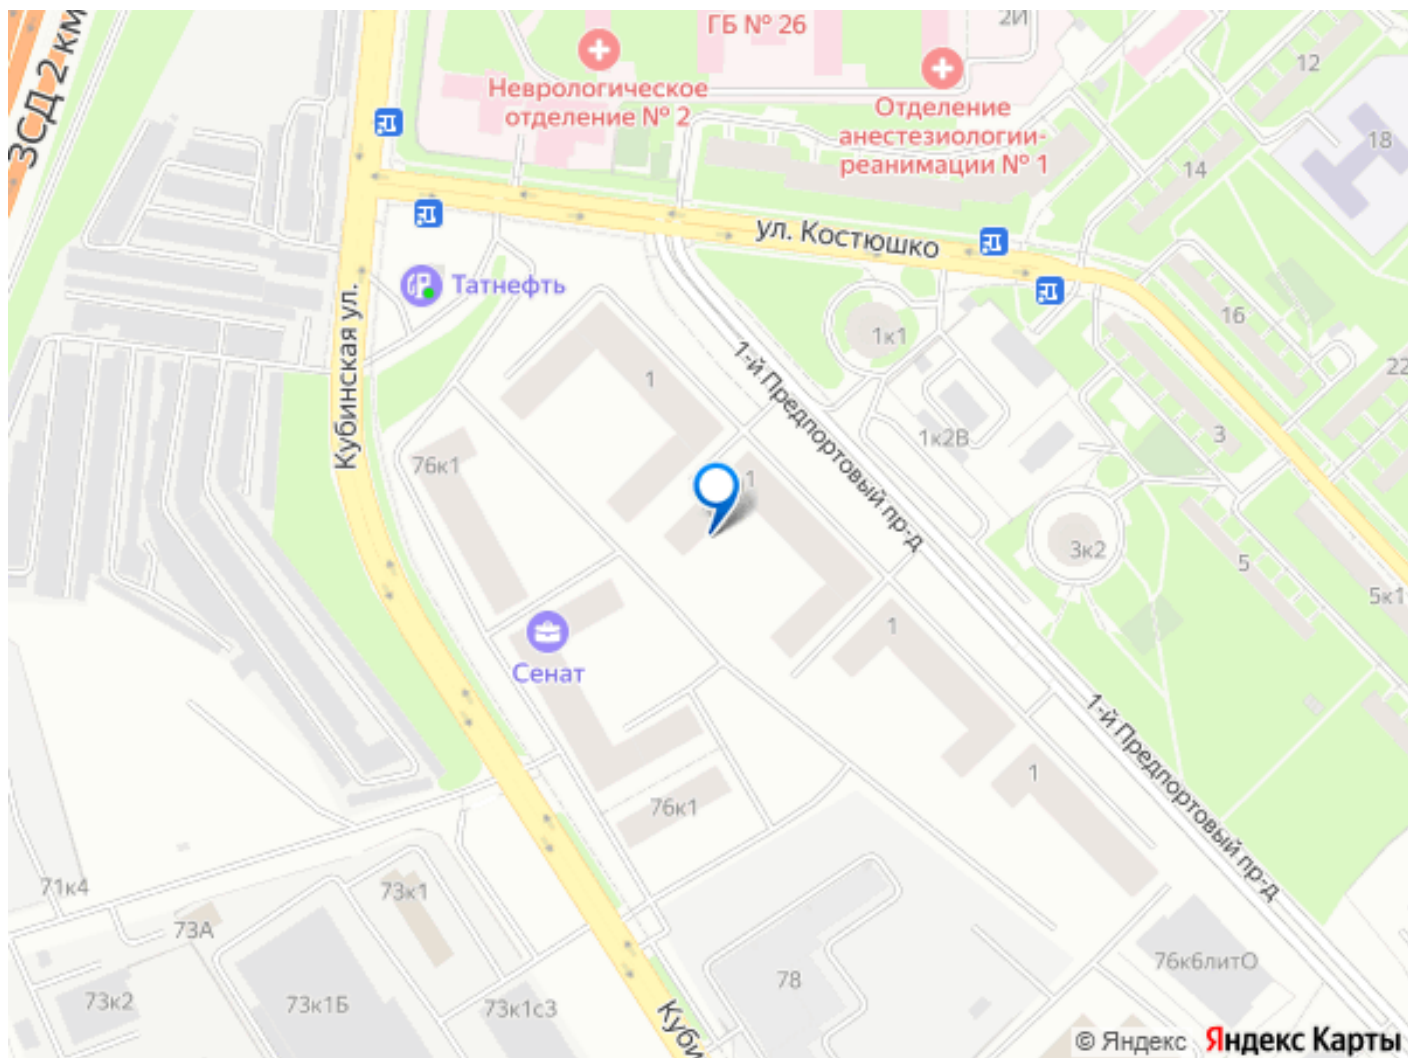 ЗСД 2 км
ГБ № 26
2И
Неврологическое
отделение № 2
Отделение
анестезиологии-
реанимации № 1
12
18
14
ул. Костюшко
Татнефть
Кубинская ул.
1к1
16
22
1-й Предпортовый пр-д
1
3
1к2В
76к1
1
3к2
5
5к1
1
Сенат
1-й Предпортовый пр-д
1
76к1
71к4
73к1
73А
76к6литО
78
73к2
73к1Б
73к1с3
Куби
© Яндекс
Яндекс Карты